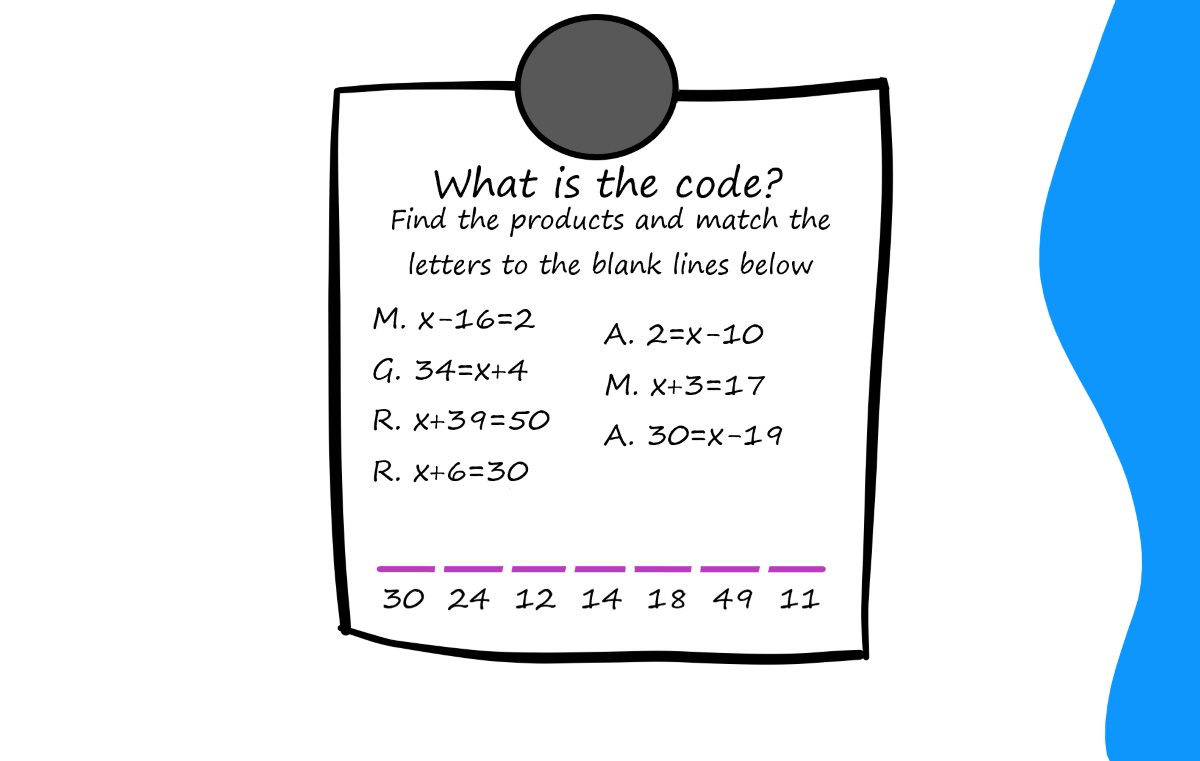 What is the code?
Find the products and match the
letters to the blank lines below
M. x-16=2
G. 34=x+4
R. x+39=50
R. x+6=30
A. 2=x-10
M. x+3=17
A. 30=x-19
30 24 12 14 18 49 11